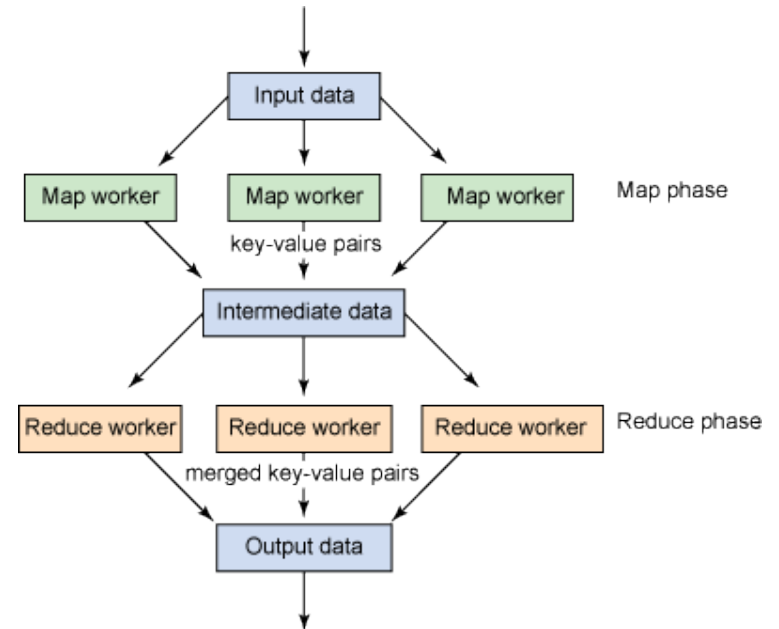 Input data
Map worker
Map worker
Map worker
Map phase
key-value pairs
Intermediate data
Reduce worker
Reduce worker
Reduce worker
Reduce phase
merged key-value pairs
Output data